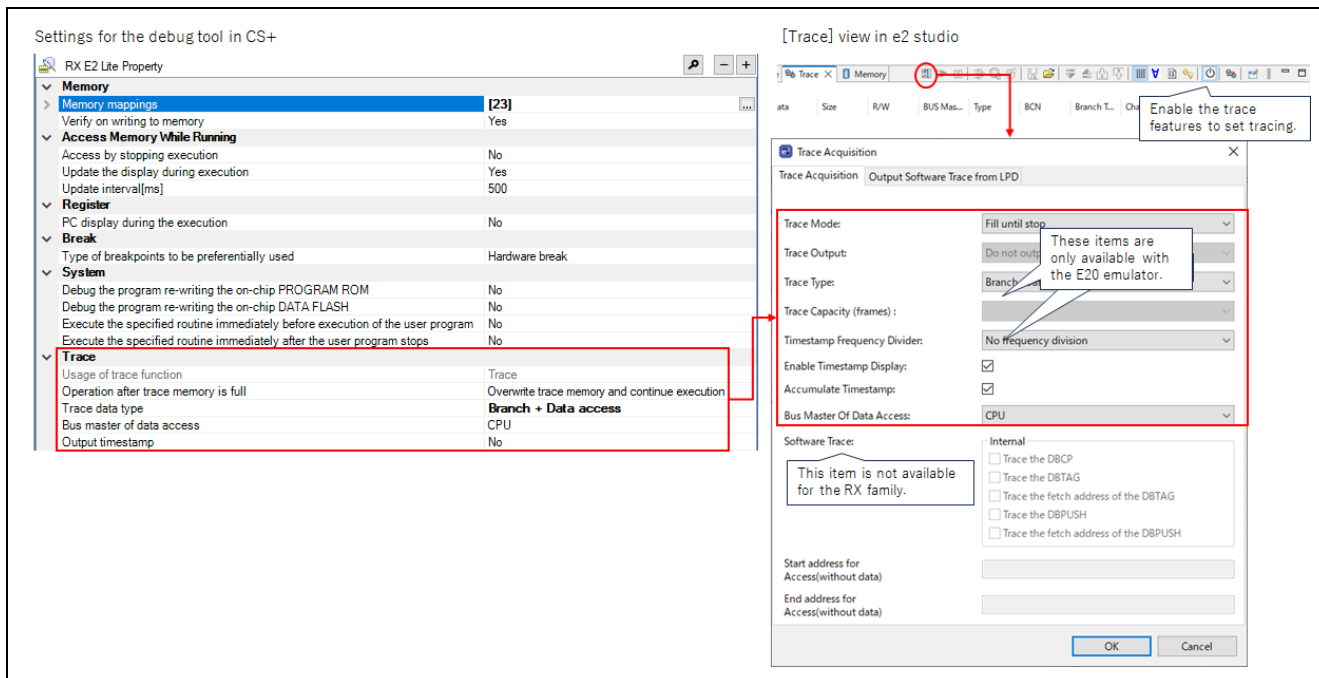 Settings for the debug tool in CS+
RX E2 Lite Property
Memory
Memory mappings [23] ...
Verify on writing to memory Yes
Access Memory While Running
Access by stopping execution No
Update the display during execution Yes
Update interval[ms] 500
Register
PC display during the execution No
Break
Type of breakpoints to be preferentially used Hardware break
System
Debug the program re-writing the on-chip PROGRAM ROM No
Debug the program re-writing the on-chip DATA FLASH No
Execute the specified routine immediately before execution of the user program No
Execute the specified routine immediately after the user program stops No
Trace
Usage of trace function Trace
Operation after trace memory is full Overwrite trace memory and continue execution
Trace data type Branch + Data access
Bus master of data access CPU
Output timestamp No
[Trace] view in e2 studio
Trace Memory
ata Size R/W BUS Mas... Type BCN Branch T... Cha
Enable the trace
features to set tracing.
Trace Acquisition
Trace Acquisition Output Software Trace from LPD
Trace Mode: Fill until stop
Trace Output: Do not outp
Trace Type: Branch
Trace Capacity (frames) :
Timestamp Frequency Divider: No frequency division
Enable Timestamp Display:
Accumulate Timestamp:
Bus Master Of Data Access: CPU
These items are
only available with
the E20 emulator.
Software Trace: Internal
This item is not available
for the RX family.
Trace the DBCP
Trace the DBTAG
Trace the fetch address of the DBTAG
Trace the DBPUSH
Trace the fetch address of the DBPUSH
Start address for
Access(without data)
End address for
Access(without data)
OK Cancel